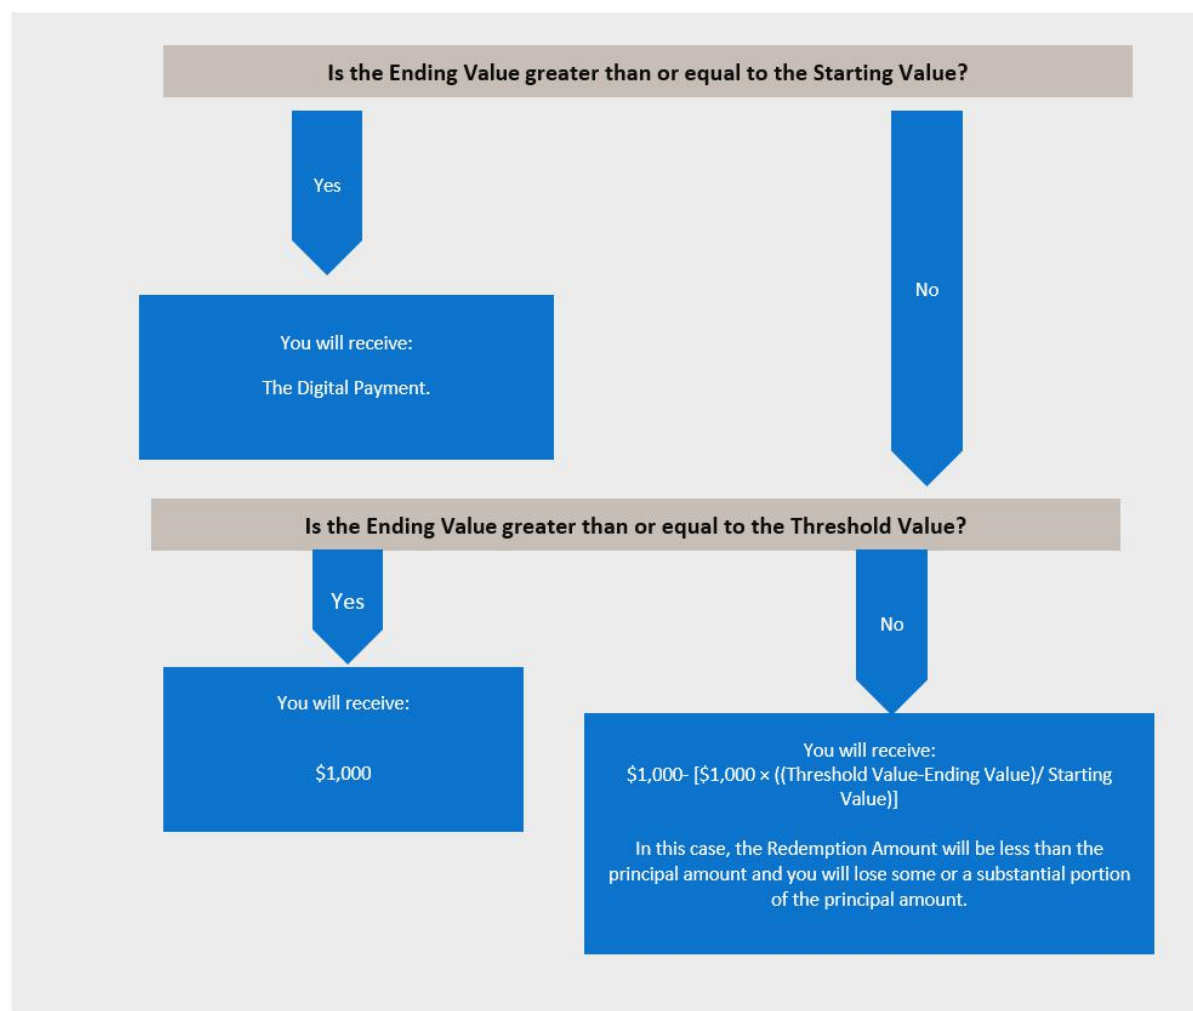 Is the Ending Value greater than or equal to the Starting Value?
Yes
No
You will receive:
The Digital Payment.
Is the Ending Value greater than or equal to the Threshold Value?
Yes
No
You will receive:
$1,000
You will receive:
$1,000- [$1,000 × ((Threshold Value-Ending Value)/ Starting
Value)]
In this case, the Redemption Amount will be less than the
principal amount and you will lose some or a substantial portion
of the principal amount.